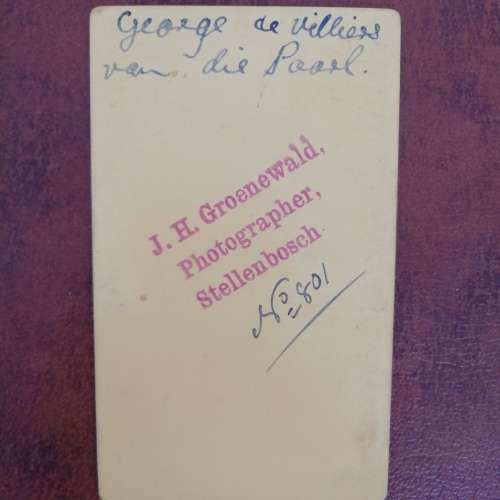 George de Villiers
van die Paarl.
J. H. Groenewald,
Photographer,
Stellenbosch.
No 801